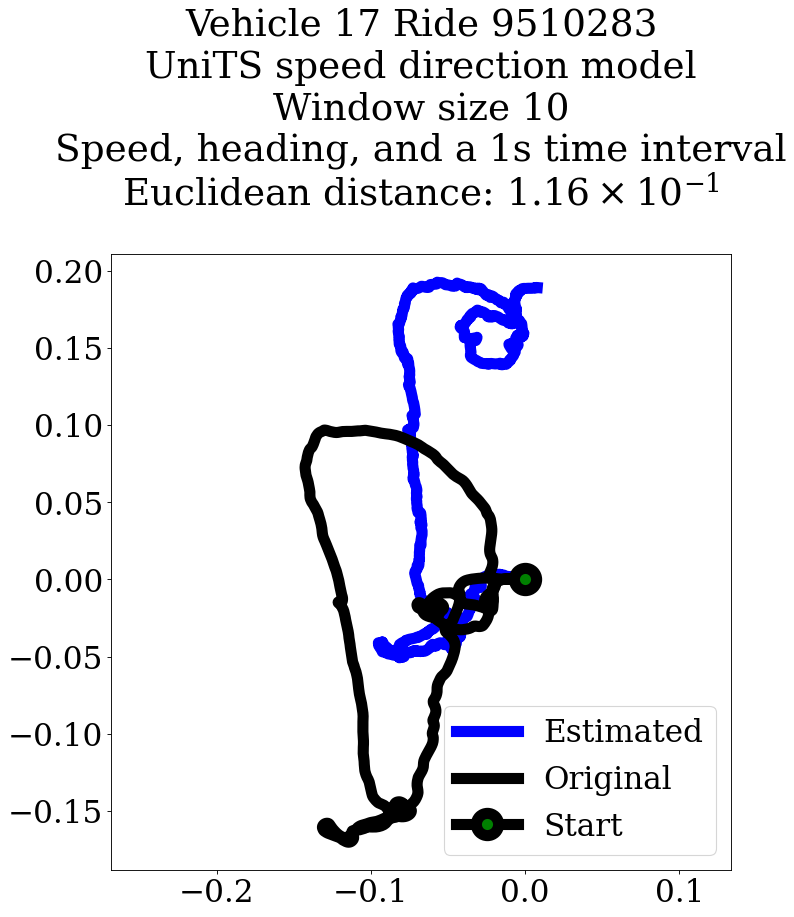 Vehicle 17 Ride 9510283
UniTS speed direction model
Window size 10
Speed, heading, and a 1s time interval
Euclidean distance: 1.16 × 10⁻¹
0.20
0.15
0.10
0.05
0.00
−0.05
−0.10
−0.15
−0.2
−0.1
0.0
0.1
Estimated
Original
Start